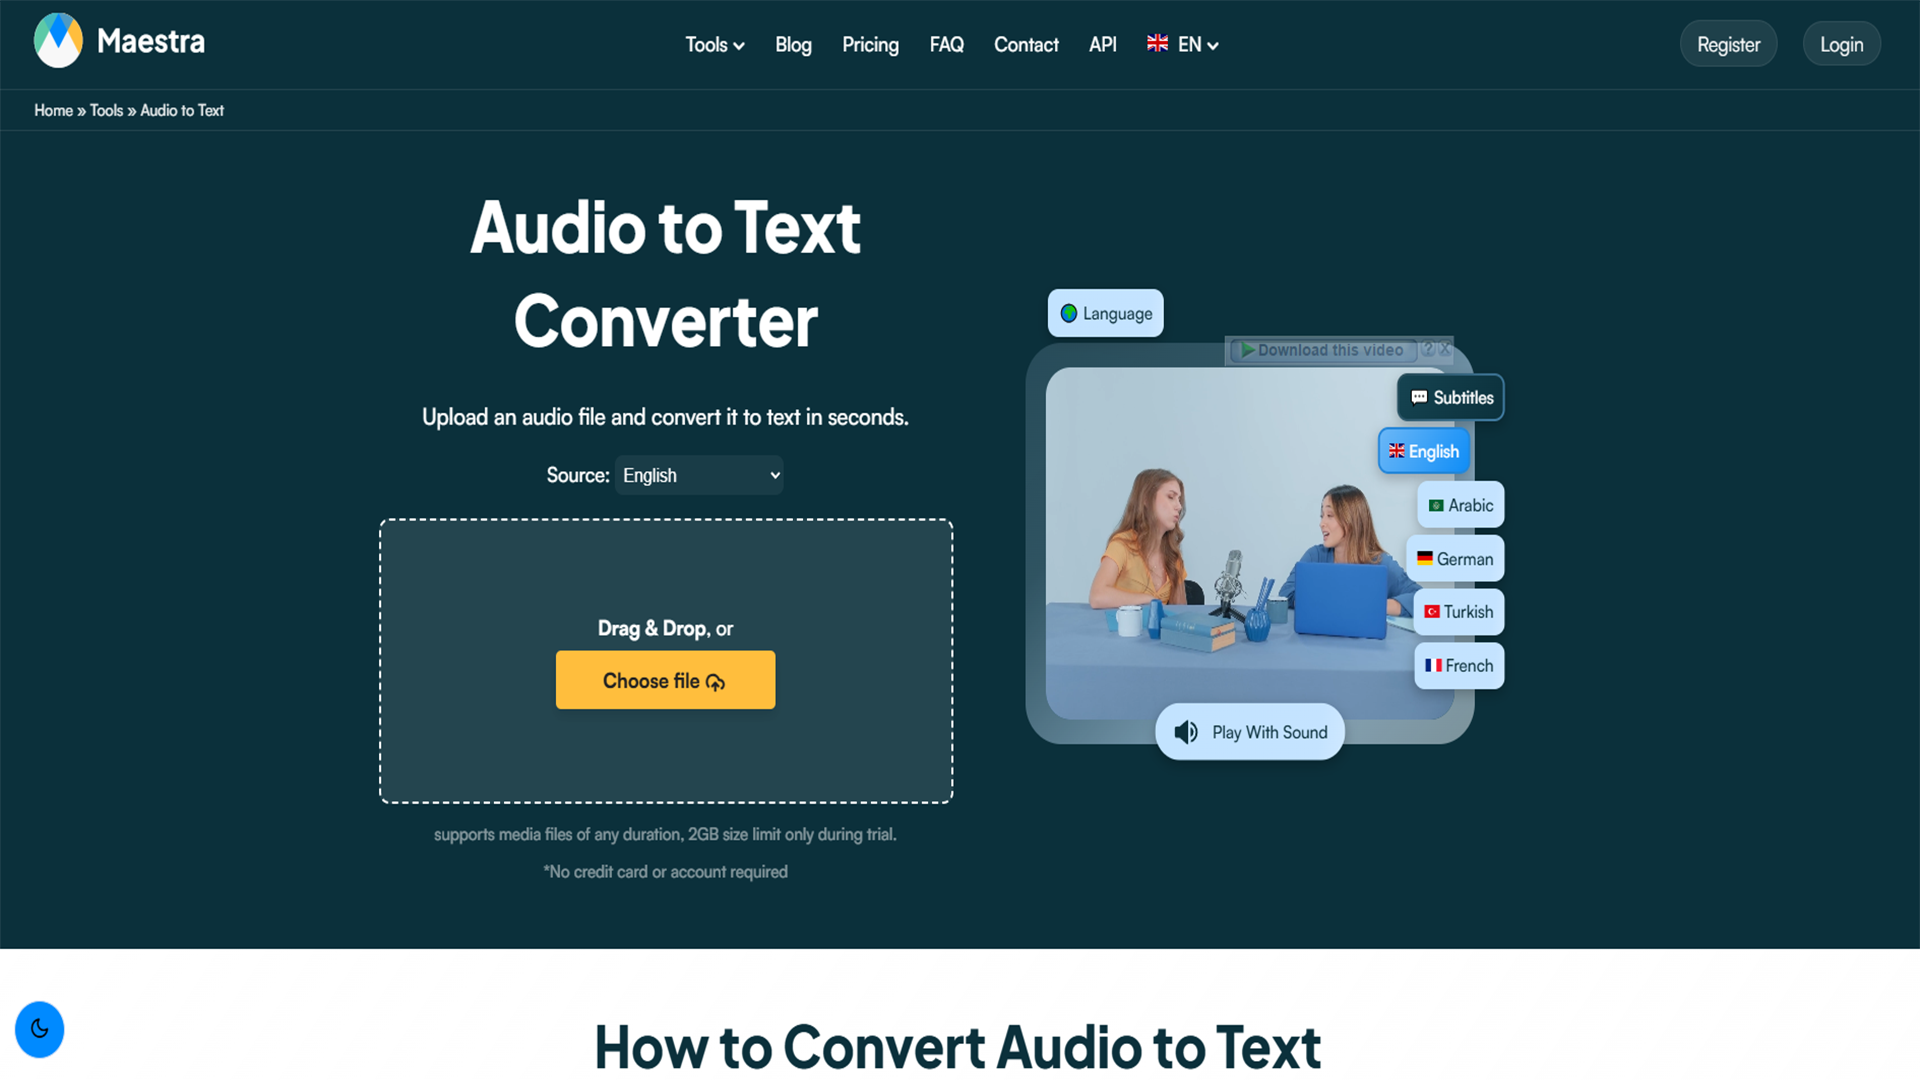 Maestra
Tools
Blog
Pricing
FAQ
Contact
API
EN
Register
Login
Home » Tools » Audio to Text
Audio to Text
Converter
Upload an audio file and convert it to text in seconds.
Source: English
Drag & Drop, or
Choose file
supports media files of any duration, 2GB size limit only during trial.
*No credit card or account required
Language
Download this video ? X
Subtitles
English
Arabic
German
Turkish
French
Play With Sound
How to Convert Audio to Text